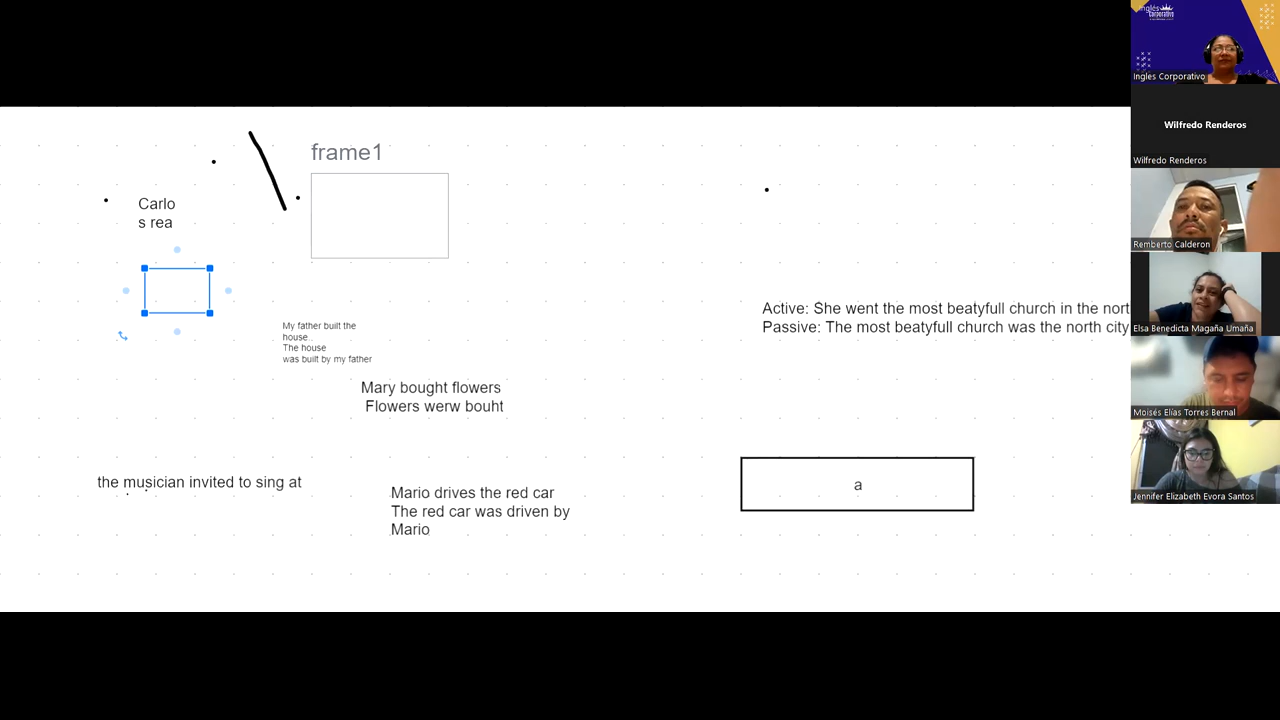 frame1
Carlo
s rea
My father built the
house..
The house
was built by my father
Mary bought flowers
Flowers werw bouht
the musician invited to sing at
Mario drives the red car
The red car was driven by
Mario
Active: She went the most beatyfull church in the nort
Passive: The most beatyfull church was the north city
a
Inglés
corporativo
Ingles Corporativo
Wilfredo Renderos
Wilfredo Renderos
Remberto Calderon
Elsa Benedicta Magaña Umaña
Moisés Elías Torres Bernal
Jennifer Elizabeth Evora Santos